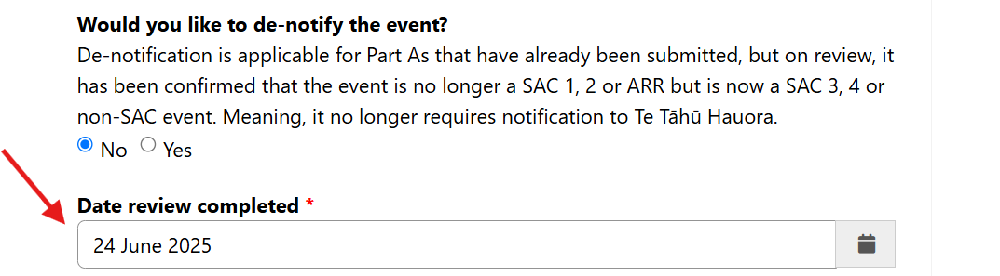 Would you like to de-notify the event?
De-notification is applicable for Part As that have already been submitted, but on review, it
has been confirmed that the event is no longer a SAC 1, 2 or ARR but is now a SAC 3, 4 or
non-SAC event. Meaning, it no longer requires notification to Te Tāhū Hauora.
No Yes
Date review completed *
24 June 2025